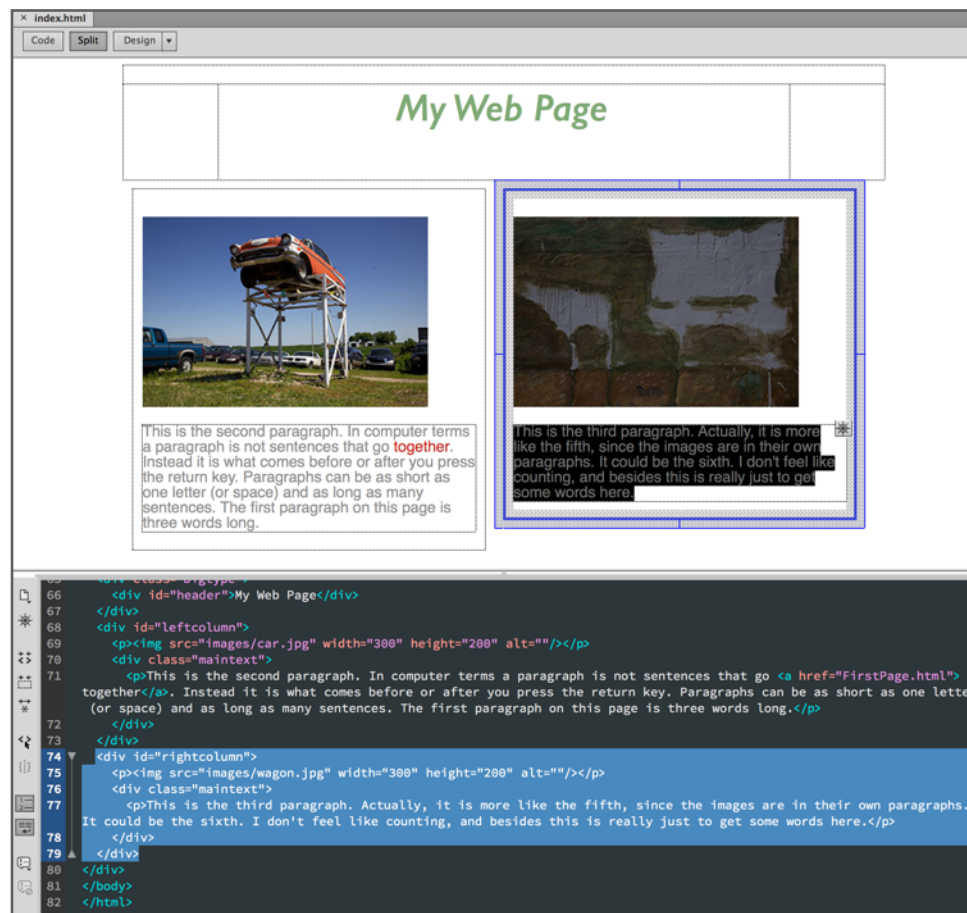 × index.html
Code Split Design ▾
My Web Page
This is the second paragraph. In computer terms
a paragraph is not sentences that go together.
Instead it is what comes before or after you press
the return key. Paragraphs can be as short as
one letter (or space) and as long as many
sentences. The first paragraph on this page is
three words long.
This is the third paragraph. Actually, it is more
like the fifth, since the images are in their own
paragraphs. It could be the sixth. I don't feel like
counting, and besides this is really just to get
some words here.
65 <div class="bigtype">
66 <div id="header">My Web Page</div>
67 </div>
68 <div id="leftcolumn">
69 <p><img src="images/car.jpg" width="300" height="200" alt=""/></p>
70 <div class="maintext">
71 <p>This is the second paragraph. In computer terms a paragraph is not sentences that go <a href="FirstPage.html">
together</a>. Instead it is what comes before or after you press the return key. Paragraphs can be as short as one lette
(or space) and as long as many sentences. The first paragraph on this page is three words long.</p>
72 </div>
73 </div>
74 <div id="rightcolumn">
75 <p><img src="images/wagon.jpg" width="300" height="200" alt=""/></p>
76 <div class="maintext">
77 <p>This is the third paragraph. Actually, it is more like the fifth, since the images are in their own paragraphs.
It could be the sixth. I don't feel like counting, and besides this is really just to get some words here.</p>
78 </div>
79 </div>
80 </div>
81 </body>
82 </html>